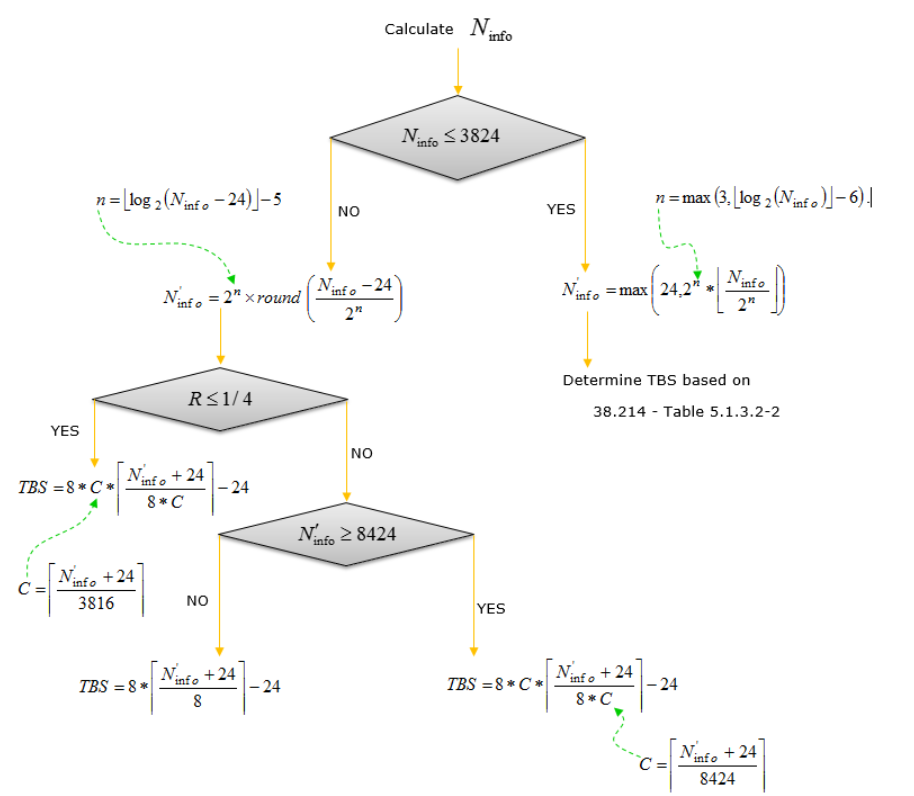 Calculate N_info
N_info ≤ 3824
n = ⌊log_2(N_info − 24)⌋ − 5
NO
YES
n = max(3, ⌊log_2(N_info)⌋ − 6).
N'_info = 2^n × round((N_info − 24) / 2^n)
N'_info = max(24, 2^n * ⌊N_info / 2^n⌋)
Determine TBS based on
38.214 - Table 5.1.3.2-2
R ≤ 1/4
YES
NO
TBS = 8 * C * ⌈(N'_info + 24) / (8 * C)⌉ − 24
N'_info ≥ 8424
C = ⌈(N'_info + 24) / 3816⌉
NO
YES
TBS = 8 * ⌈(N'_info + 24) / 8⌉ − 24
TBS = 8 * C * ⌈(N'_info + 24) / (8 * C)⌉ − 24
C = ⌈(N'_info + 24) / 8424⌉